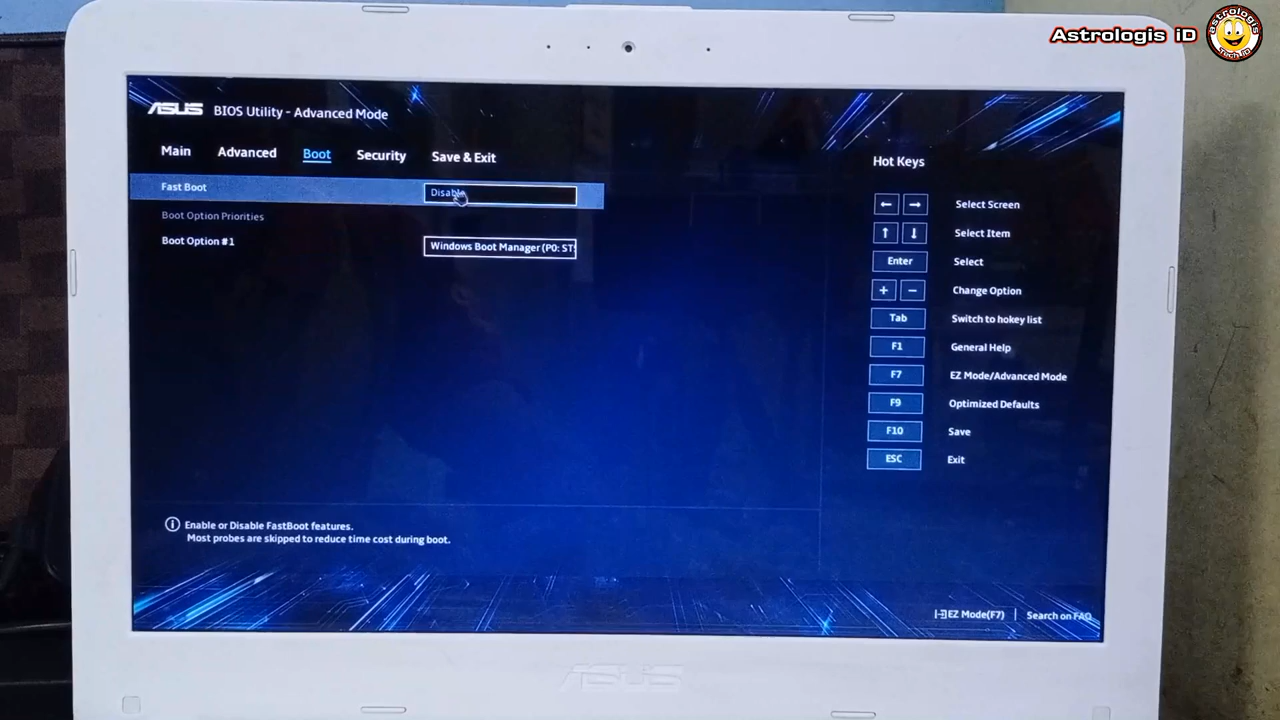 Astrologis iD
astrologis
Tech iD
ASUS BIOS Utility - Advanced Mode
Main Advanced Boot Security Save & Exit
Fast Boot
Boot Option Priorities
Boot Option #1 Windows Boot Manager (P0: ST
Hot Keys
← → Select Screen
↑ ↓ Select Item
Enter Select
+ - Change Option
Tab Switch to hokey list
F1 General Help
F7 EZ Mode/Advanced Mode
F9 Optimized Defaults
F10 Save
ESC Exit
Enable or Disable FastBoot features.
Most probes are skipped to reduce time cost during boot.
EZ Mode(F7) | Search on FAQ
ASUS